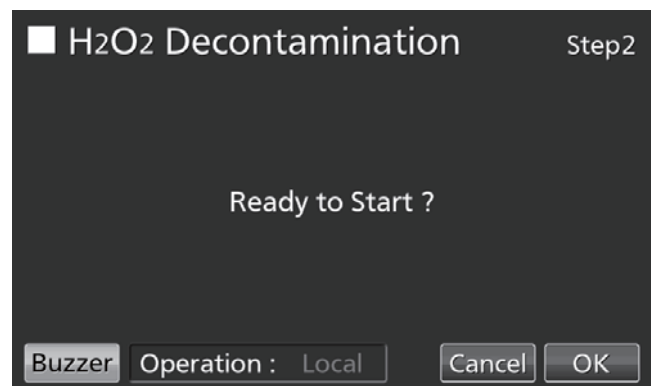 H2O2 Decontamination Step2
Ready to Start ?
Buzzer Operation : Local Cancel OK